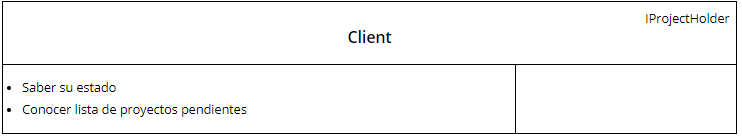 IProjectHolder
Client
• Saber su estado
• Conocer lista de proyectos pendientes